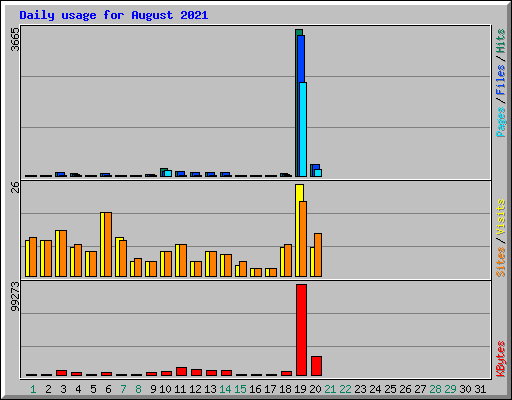 Daily usage for August 2021
3665
Pages / Files / Hits
26
Sites / Visits
99273
KBytes
1 2 3 4 5 6 7 8 9 10 11 12 13 14 15 16 17 18 19 20 21 22 23 24 25 26 27 28 29 30 31